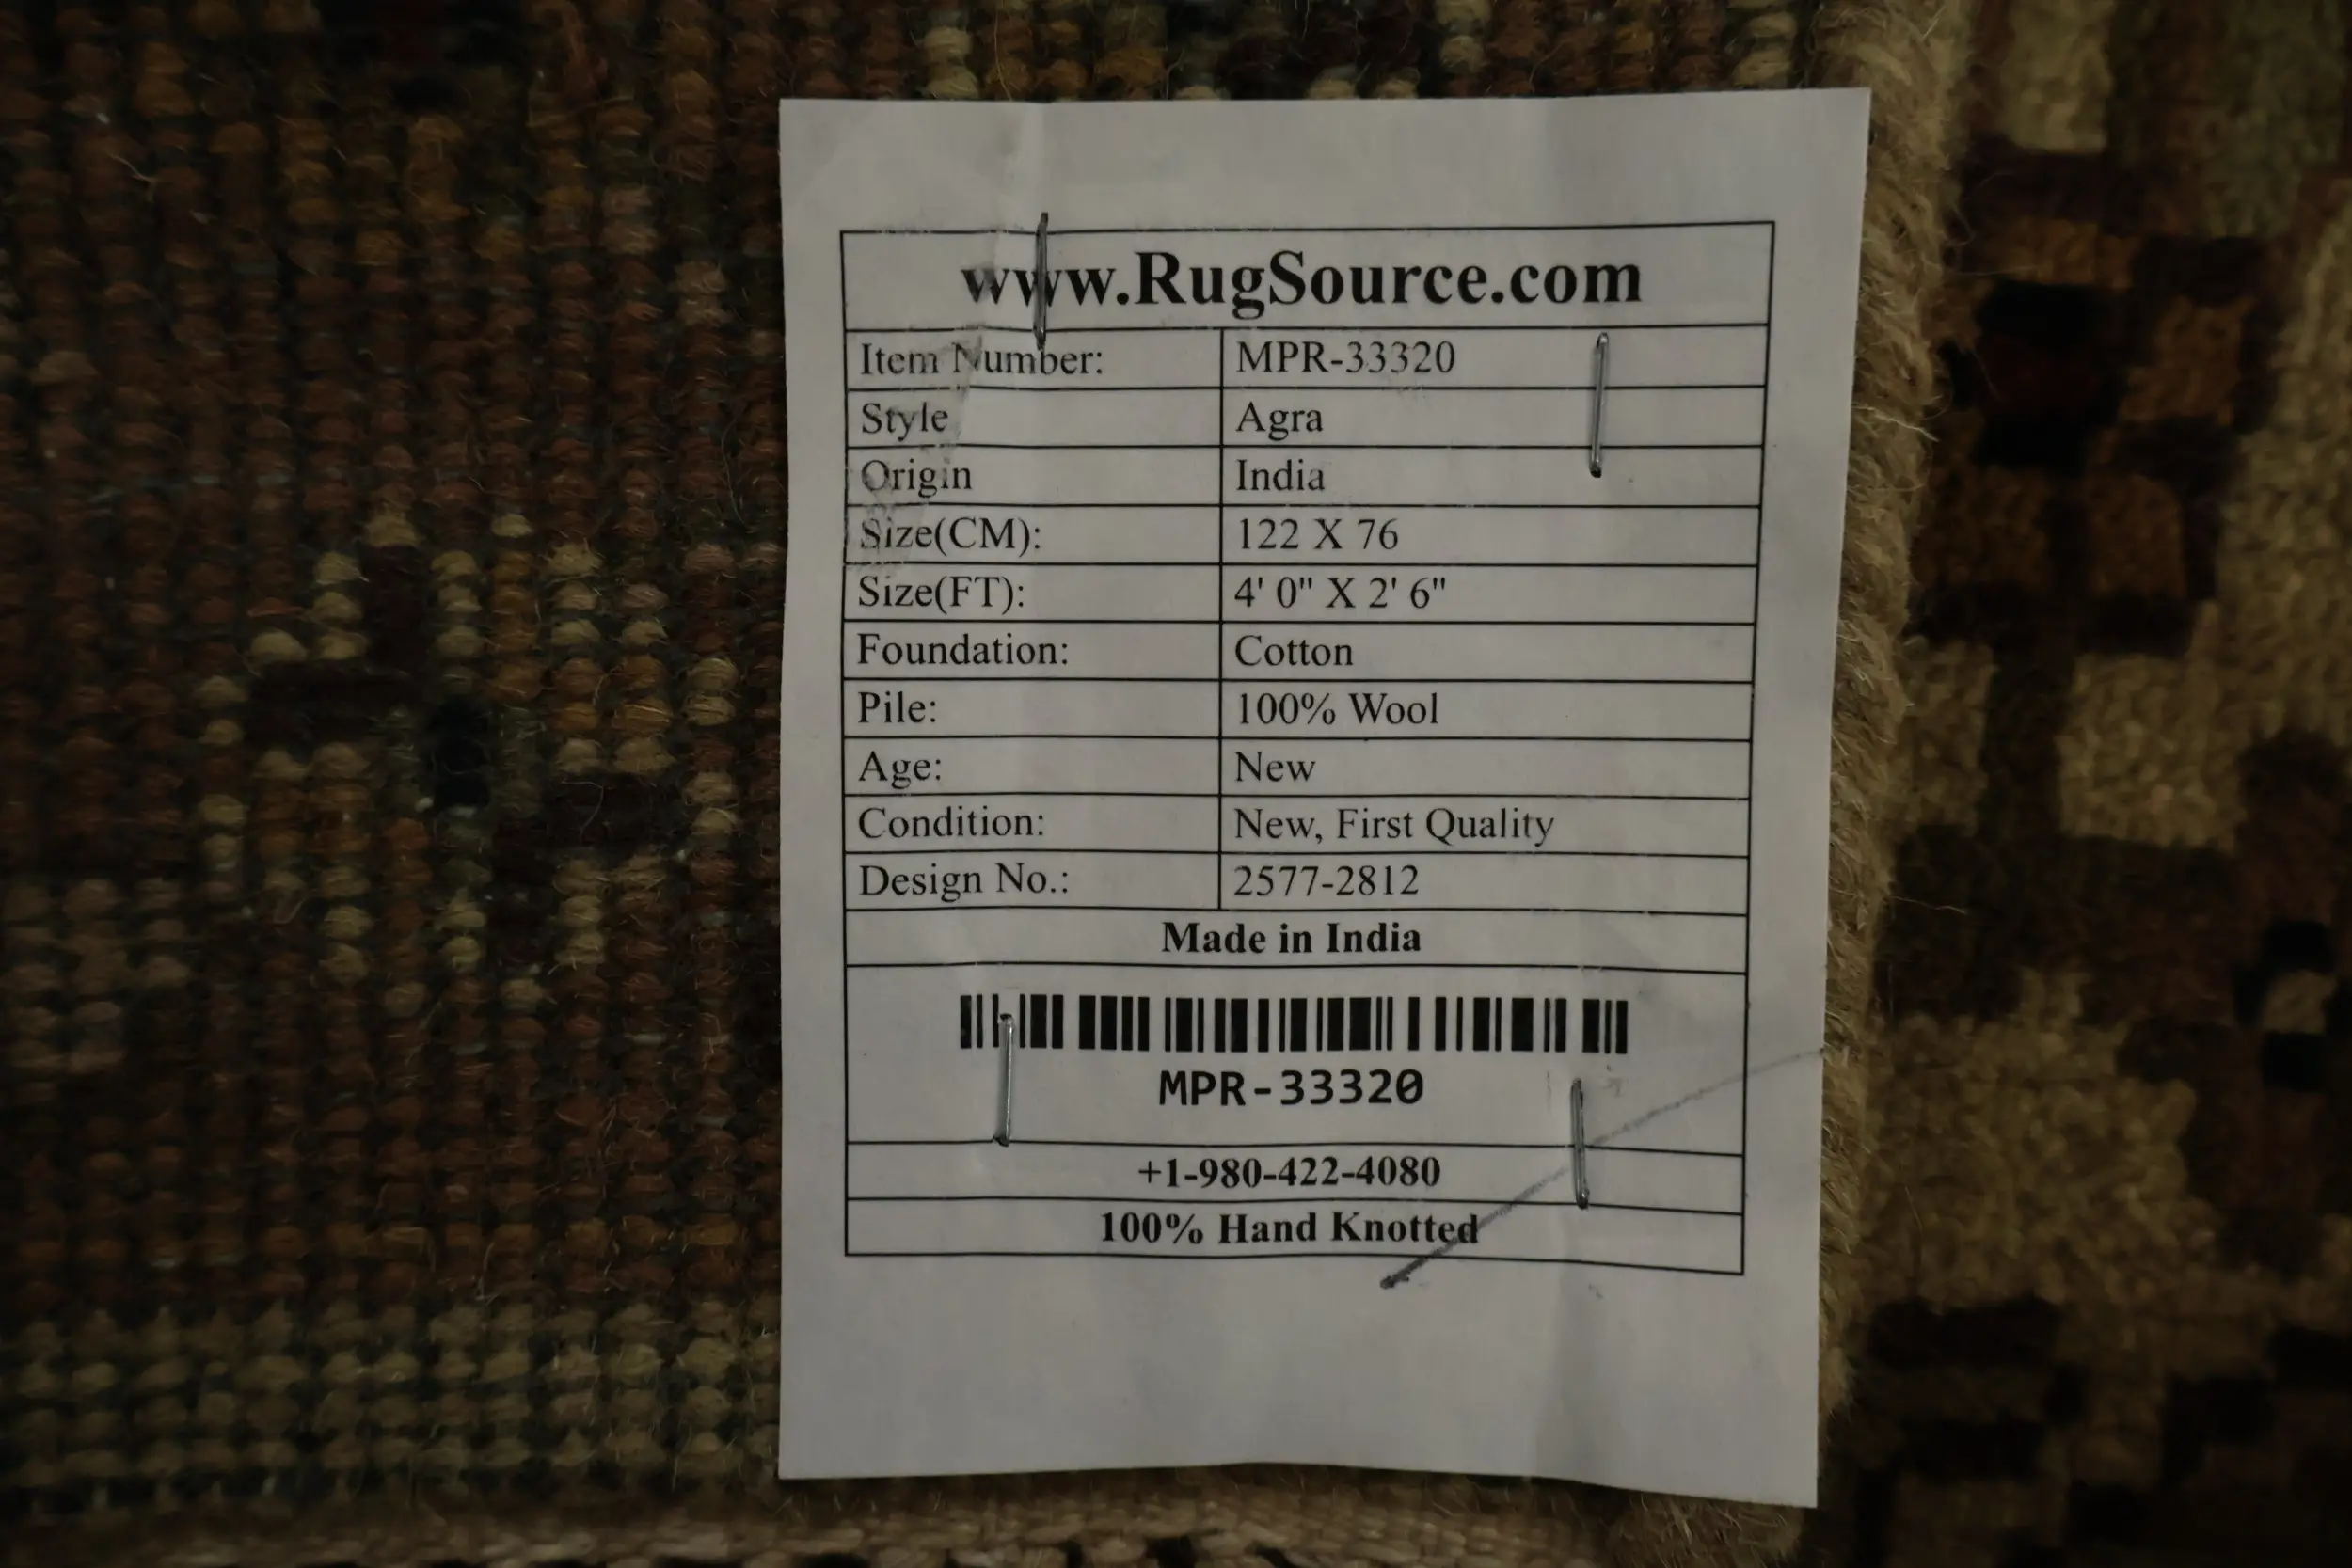 www.RugSource.com
Item Number: MPR-33320
Style Agra
Origin India
Size(CM): 122 X 76
Size(FT): 4' 0" X 2' 6"
Foundation: Cotton
Pile: 100% Wool
Age: New
Condition: New, First Quality
Design No.: 2577-2812
Made in India
MPR-33320
+1-980-422-4080
100% Hand Knotted